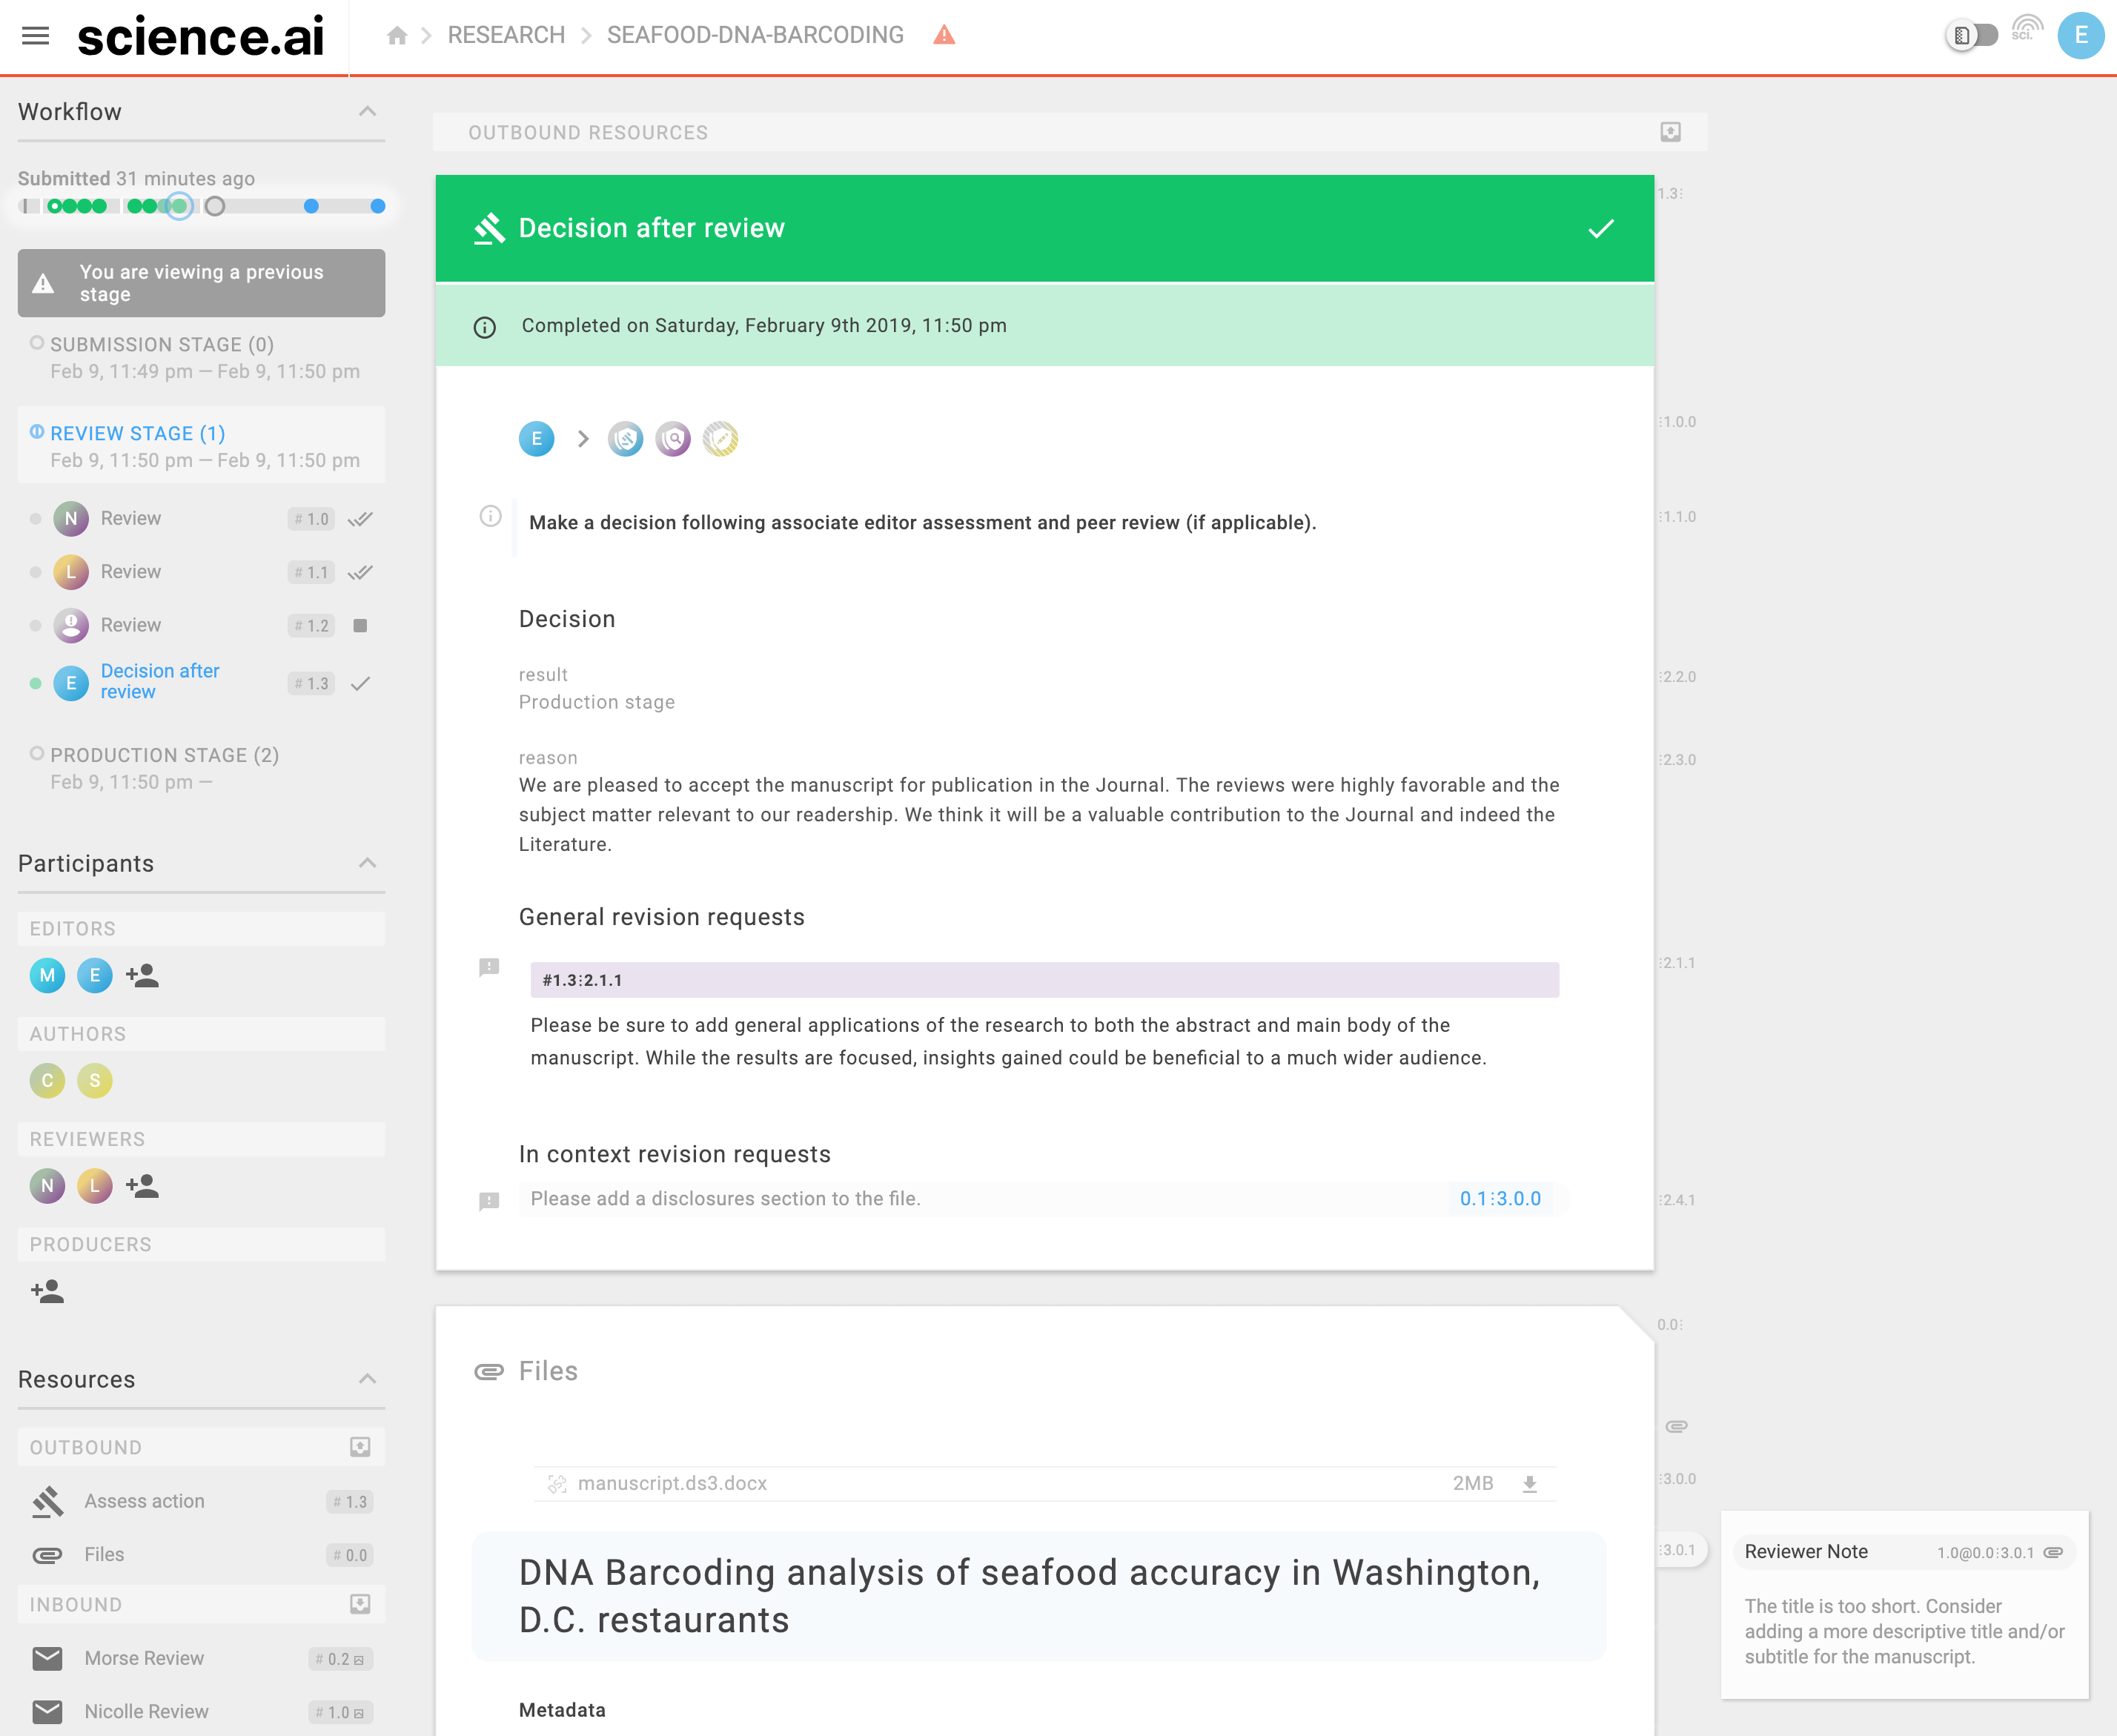 science.ai
RESEARCH
SEAFOOD-DNA-BARCODING
sci.
E
Workflow
Submitted 31 minutes ago
You are viewing a previous
stage
SUBMISSION STAGE (0)
Feb 9, 11:49 pm — Feb 9, 11:50 pm
REVIEW STAGE (1)
Feb 9, 11:50 pm — Feb 9, 11:50 pm
N Review # 1.0
L Review # 1.1
Review # 1.2
E Decision after
review # 1.3
PRODUCTION STAGE (2)
Feb 9, 11:50 pm —
Participants
EDITORS
M E
AUTHORS
C S
REVIEWERS
N L
PRODUCERS
Resources
OUTBOUND
Assess action # 1.3
Files # 0.0
INBOUND
Morse Review # 0.2
Nicolle Review # 1.0
OUTBOUND RESOURCES
Decision after review
1.3⋮
Completed on Saturday, February 9th 2019, 11:50 pm
E
⋮1.0.0
Make a decision following associate editor assessment and peer review (if applicable).
⋮1.1.0
Decision
result
⋮2.2.0
Production stage
reason
⋮2.3.0
We are pleased to accept the manuscript for publication in the Journal. The reviews were highly favorable and the
subject matter relevant to our readership. We think it will be a valuable contribution to the Journal and indeed the
Literature.
General revision requests
⋮2.1.1
#1.3⋮2.1.1
Please be sure to add general applications of the research to both the abstract and main body of the
manuscript. While the results are focused, insights gained could be beneficial to a much wider audience.
In context revision requests
Please add a disclosures section to the file. 0.1⋮3.0.0
⋮2.4.1
0.0⋮
Files
manuscript.ds3.docx 2MB
⋮3.0.0
DNA Barcoding analysis of seafood accuracy in Washington,
D.C. restaurants
⋮3.0.1
Metadata
Reviewer Note 1.0@0.0⋮3.0.1
The title is too short. Consider
adding a more descriptive title and/or
subtitle for the manuscript.